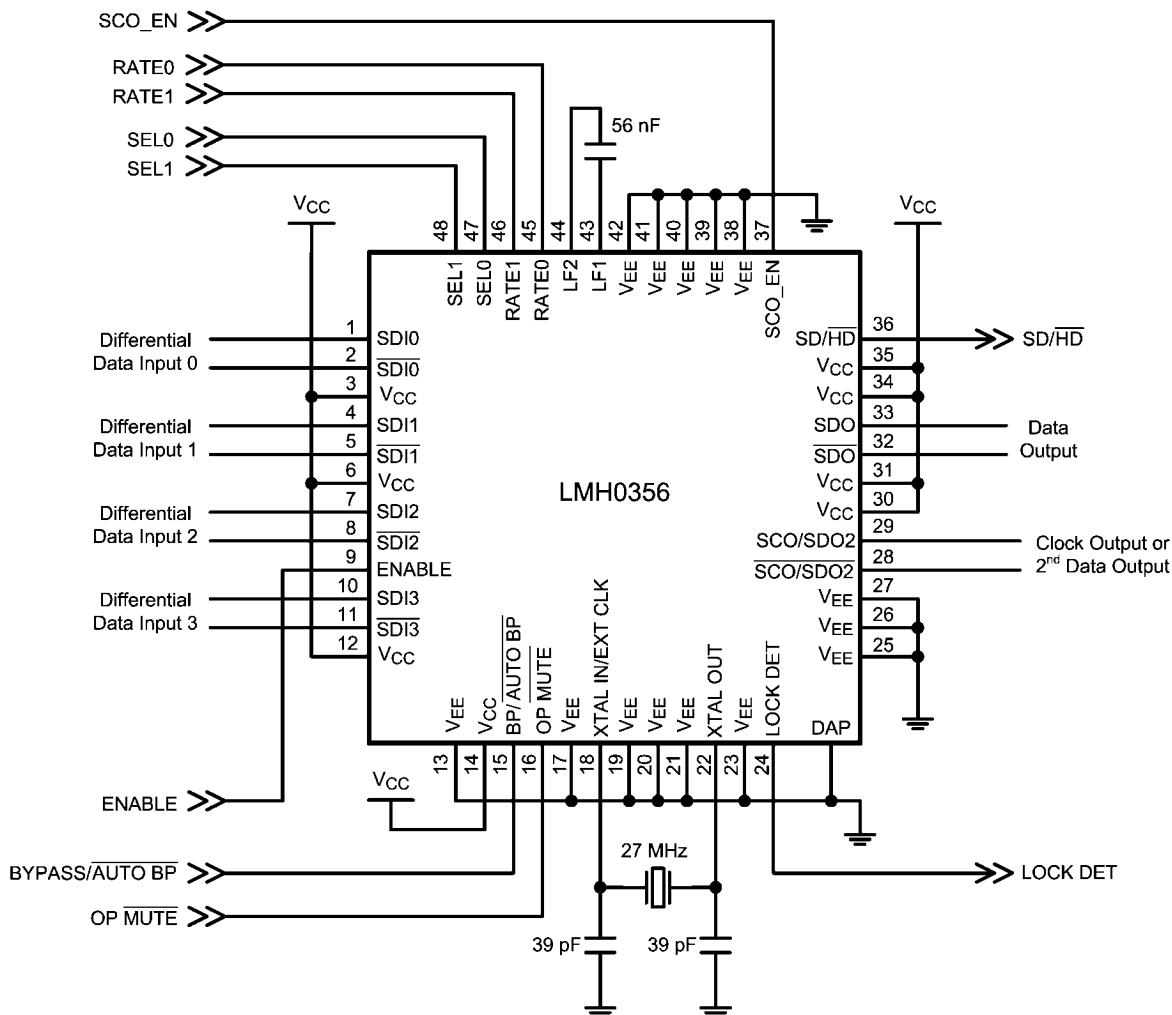 SCO_EN
RATE0
RATE1
SEL0
SEL1
56 nF
VCC
VCC
48
47
46
45
44
43
42
41
40
39
38
37
SEL1
SEL0
RATE1
RATE0
LF2
LF1
VEE
VEE
VEE
VEE
VEE
SCO_EN
Differential
Data Input 0
1 SDI0
2 SDI0
3 VCC
Differential
Data Input 1
4 SDI1
5 SDI1
6 VCC
Differential
Data Input 2
7 SDI2
8 SDI2
9 ENABLE
Differential
Data Input 3
10 SDI3
11 SDI3
12 VCC
LMH0356
SD/HD 36
SD/HD
VCC 35
VCC 34
SDO 33
SDO 32
Data
Output
VCC 31
VCC 30
SCO/SDO2 29
SCO/SDO2 28
Clock Output or
2nd Data Output
VEE 27
VEE 26
VEE 25
VEE
VCC
BP/AUTO BP
OP MUTE
VEE
XTAL IN/EXT CLK
VEE
VEE
VEE
XTAL OUT
VEE
LOCK DET
DAP
13
14
15
16
17
18
19
20
21
22
23
24
VCC
ENABLE
BYPASS/AUTO BP
OP MUTE
27 MHz
39 pF
39 pF
LOCK DET